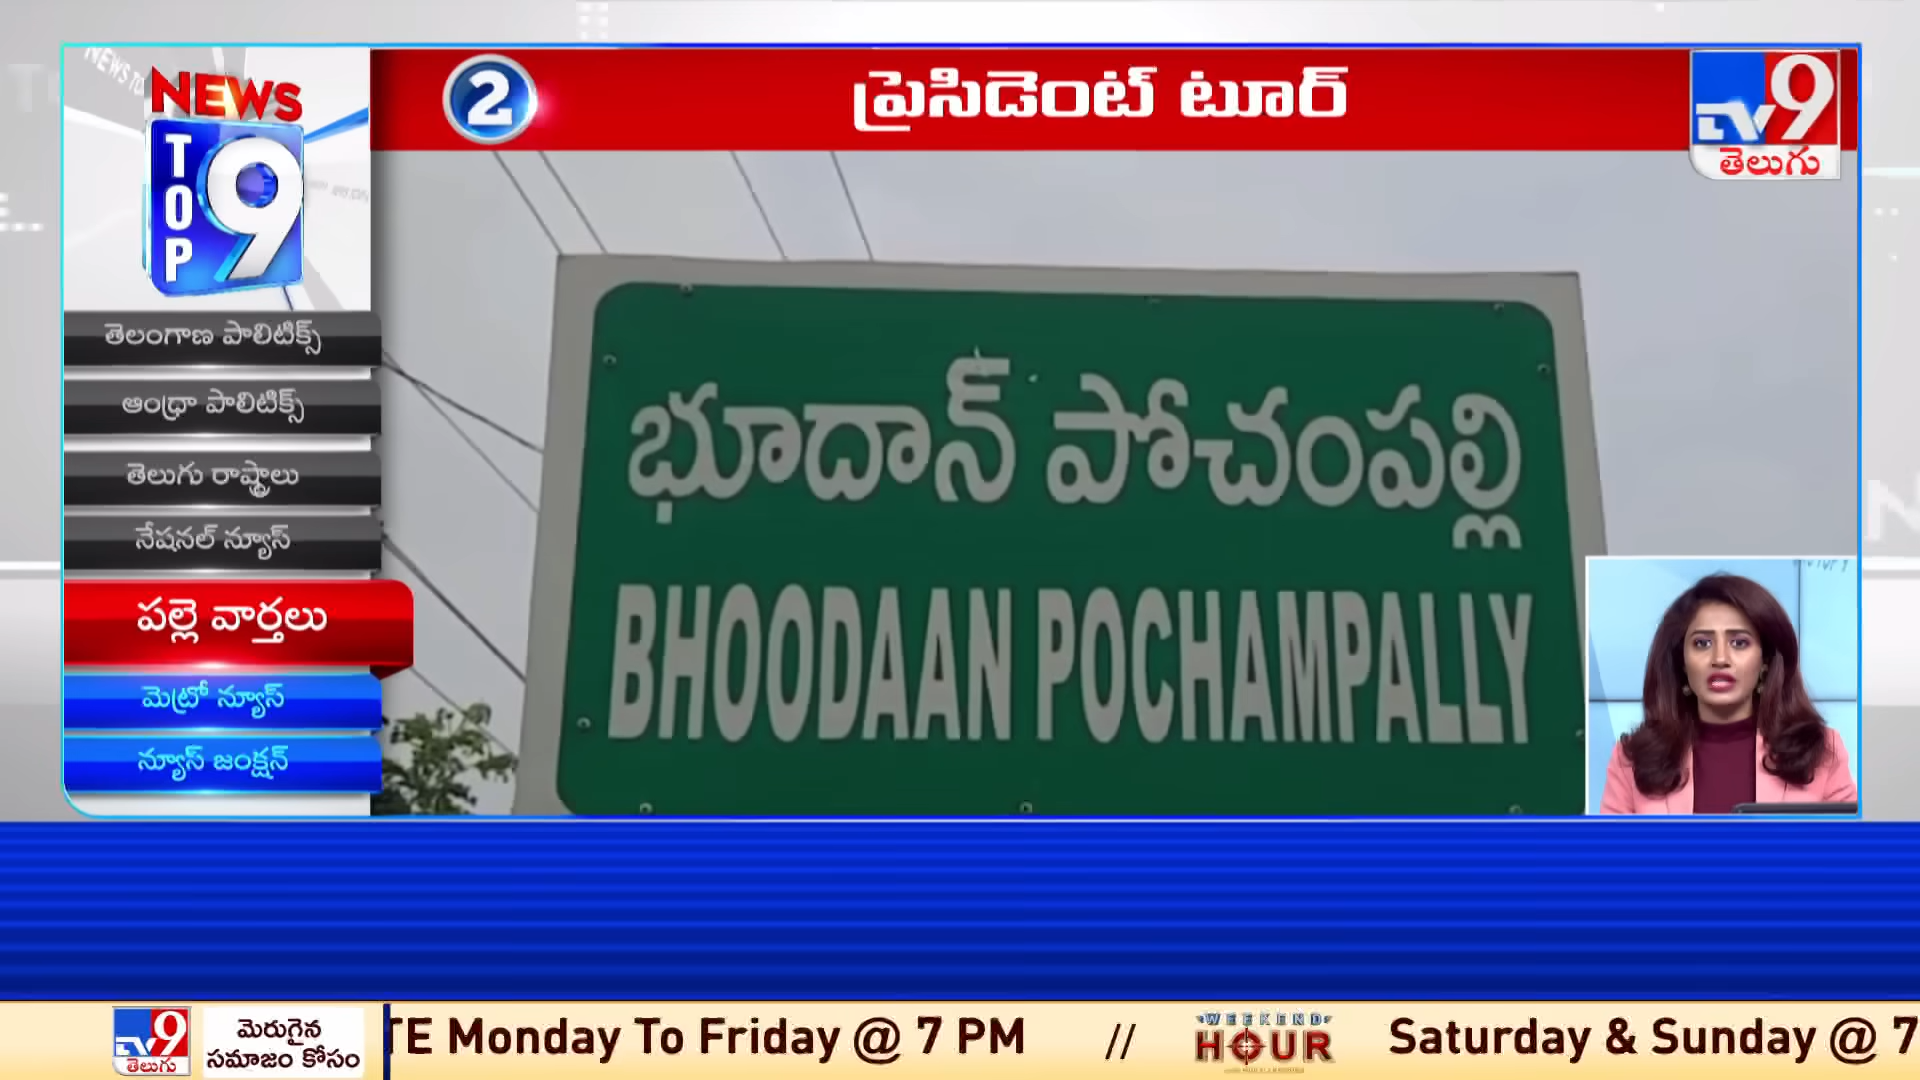 NEWS
TOP 9
2
ప్రెసిడెంట్ టూర్
TV9
తెలుగు
తెలంగాణ పాలిటిక్స్
ఆంధ్రా పాలిటిక్స్
తెలుగు రాష్ట్రాలు
నేషనల్ న్యూస్
పల్లె వార్తలు
మెట్రో న్యూస్
న్యూస్ జంక్షన్
భూదాన్ పోచంపల్లి
BHOODAAN POCHAMPALLY
TV9
తెలుగు
మెరుగైన
సమాజం కోసం
TE Monday To Friday @ 7 PM // WEEKEND HOUR Saturday & Sunday @ 7